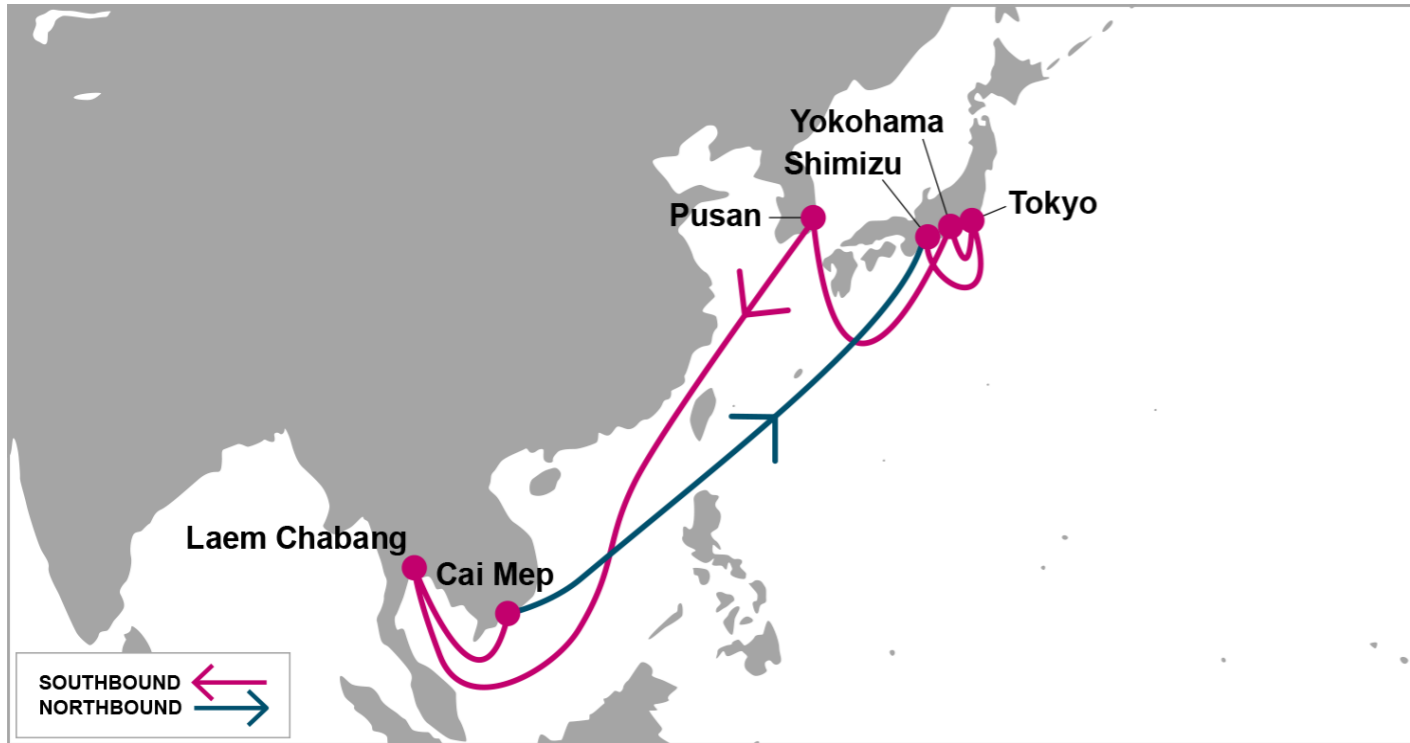 Yokohama
Shimizu
Pusan
Tokyo
Laem Chabang
Cai Mep
SOUTHBOUND
NORTHBOUND